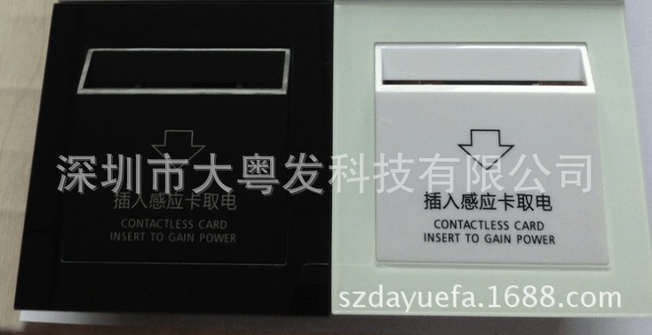 深圳市大粤发科技有限公司
插入感应卡取电
CONTACTLESS CARD
INSERT TO GAIN POWER
插入感应卡取电
CONTACTLESS CARD
INSERT TO GAIN POWER
szdayuefa.1688.com